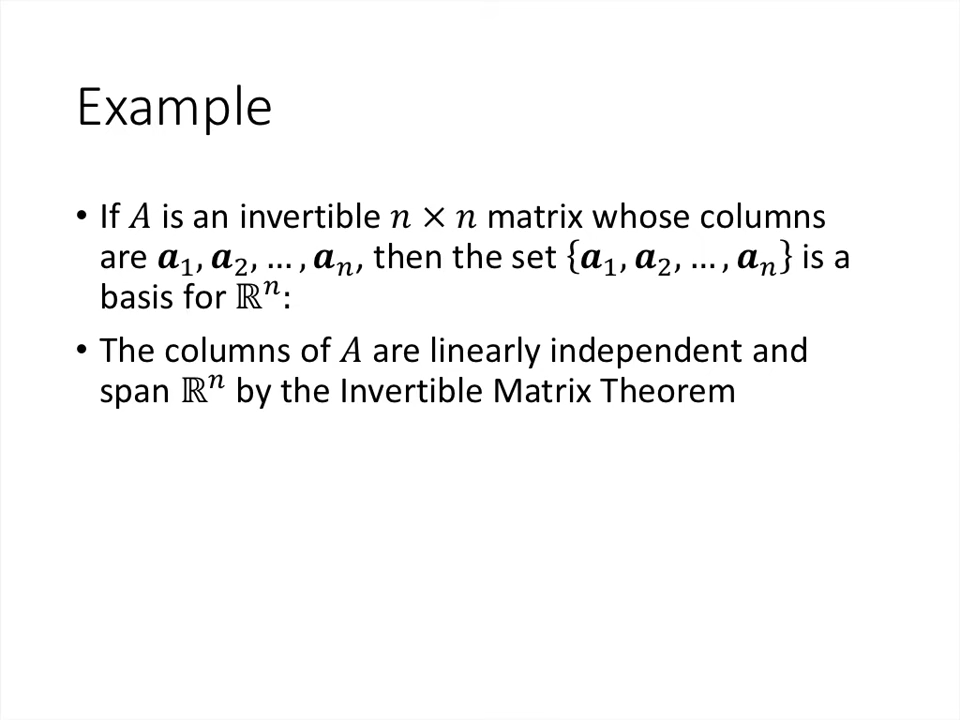 Example
• If 𝐴 is an invertible 𝑛 × 𝑛 matrix whose columns
are 𝒂₁, 𝒂₂, … , 𝒂ₙ, then the set {𝒂₁, 𝒂₂, … , 𝒂ₙ} is a
basis for ℝⁿ:
• The columns of 𝐴 are linearly independent and
span ℝⁿ by the Invertible Matrix Theorem